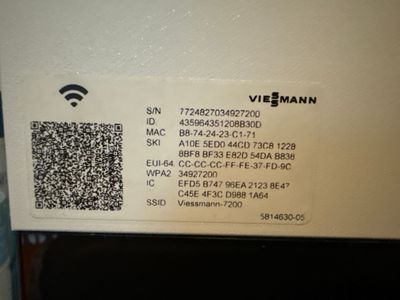 VIESSMANN
S/N 7724827034927200
ID 435964351208B30D
MAC B8-74-24-23-C1-71
SKI A10E 5ED0 44CD 73C8 1228
8BF8 BF33 E82D 54DA B838
EUI-64 CC-CC-CC-FF-FE-37-FD-9C
WPA2 34927200
IC EFD5 B747 96EA 2123 8E47
C45E 4F3C D988 1A64
SSID Viessmann-7200
5814630-05